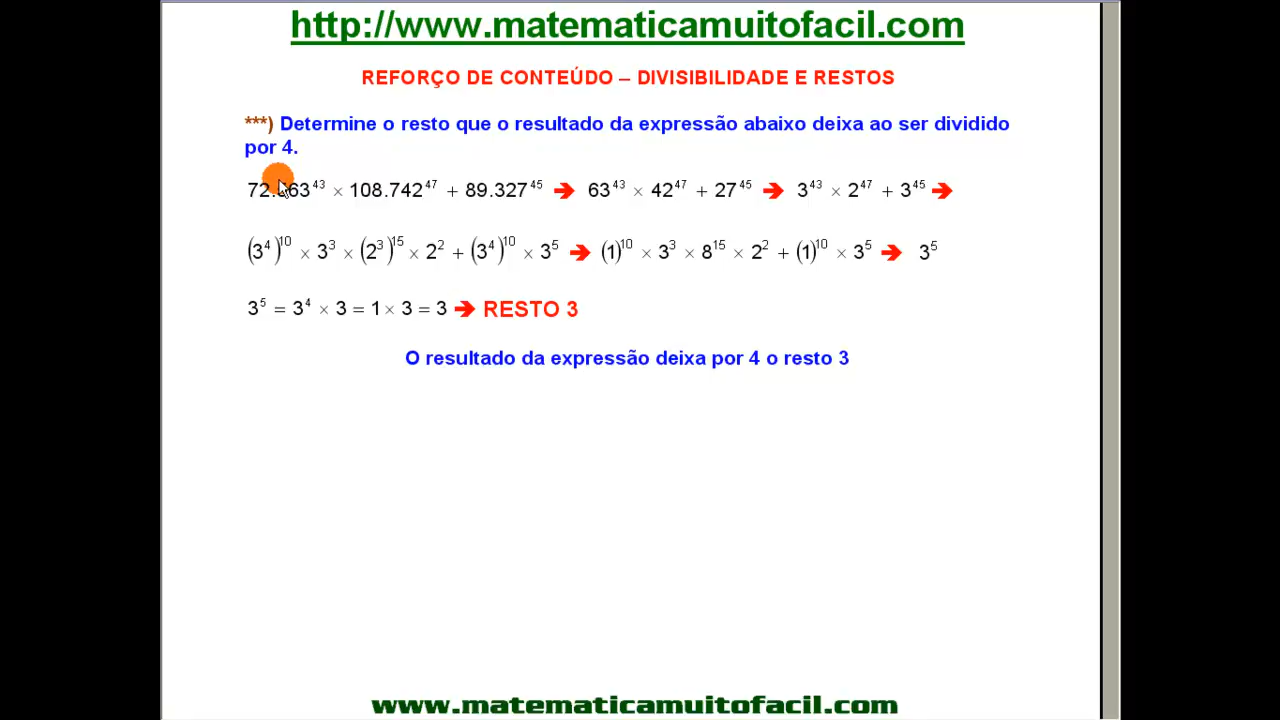 http://www.matematicamuitofacil.com
REFORÇO DE CONTEÚDO – DIVISIBILIDADE E RESTOS
***) Determine o resto que o resultado da expressão abaixo deixa ao ser dividido
por 4.
× 108.742⁴⁷ + 89.327⁴⁵ ➔ 63⁴³ × 42⁴⁷ + 27⁴⁵ ➔ 3⁴³ × 2⁴⁷ + 3⁴⁵ ➔
(3⁴)¹⁰ × 3³ × (2³)¹⁵ × 2² + (3⁴)¹⁰ × 3⁵ ➔ (1)¹⁰ × 3³ × 8¹⁵ × 2² + (1)¹⁰ × 3⁵ ➔ 3⁵
3⁵ = 3⁴ × 3 = 1 × 3 = 3 ➔ RESTO 3
O resultado da expressão deixa por 4 o resto 3
www.matematicamuitofacil.com